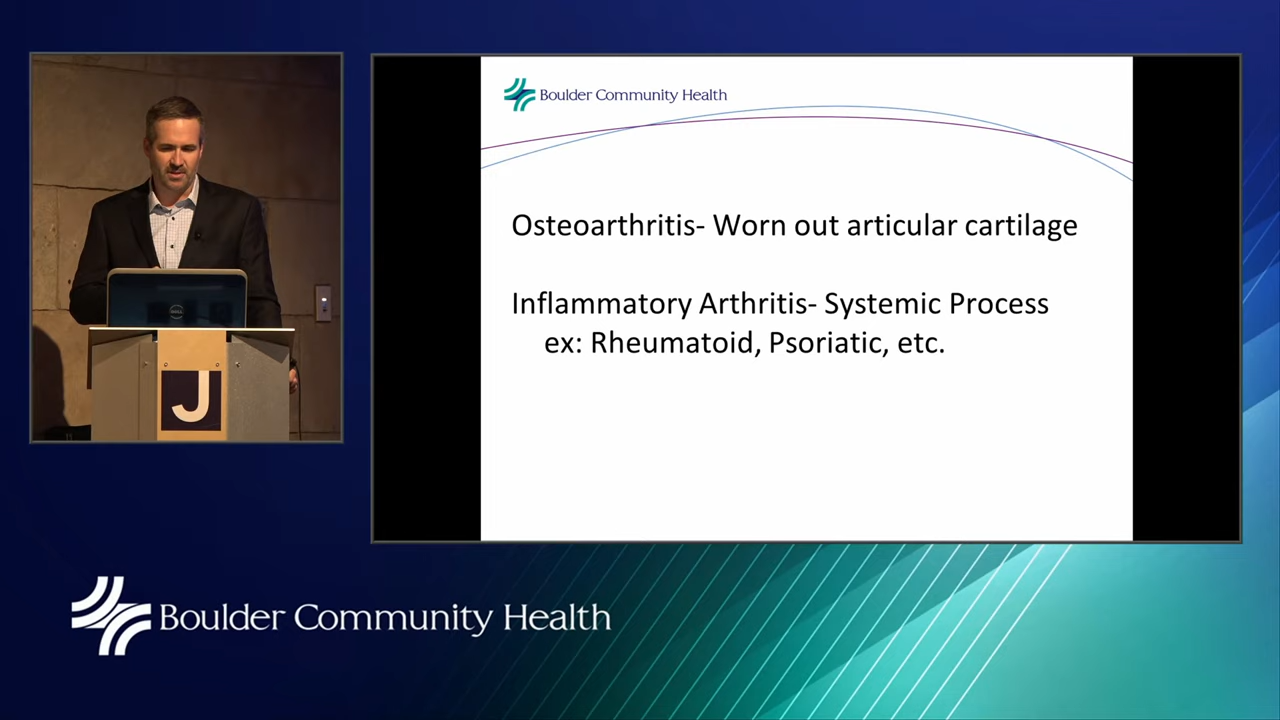 Boulder Community Health
Osteoarthritis- Worn out articular cartilage
Inflammatory Arthritis- Systemic Process
ex: Rheumatoid, Psoriatic, etc.
DELL
J
Boulder Community Health